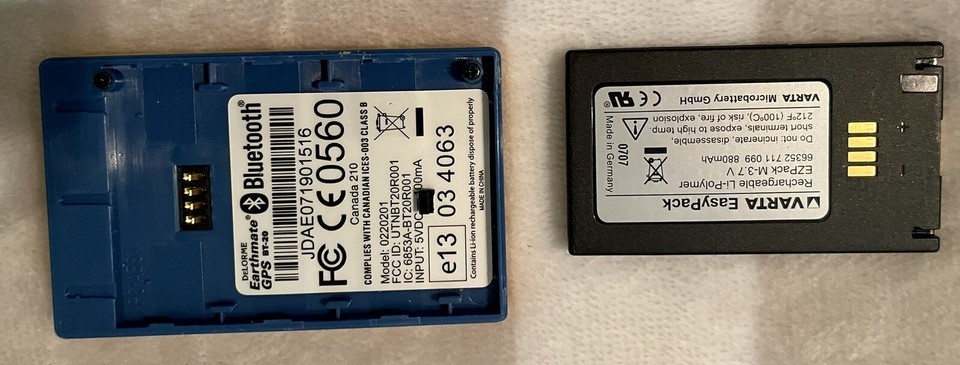 DELORME
Earthmate®
GPS BT-20
Bluetooth®
JDAE071901516
FC CE0560
Canada 210
COMPLIES WITH CANADIAN ICES-003 CLASS B
Model: 0220201
FCC ID: UTNBT20R001
IC: 6853A-BT20R001
INPUT: 5VDC
00mA
e13 03 4063
Contains Li-ion rechargeable battery dispose of properly
MADE IN CHINA
VARTA EasyPack
Rechargeable Li-Polymer
EZPack M-3.7 V
66352 711 099 880mAh
Do not: incinerate, disassemble,
short terminals, expose to high temp.
212°F (100°C), risk of fire, explosion
0707
Made in Germany
CE
VARTA Microbattery GmbH
+
-